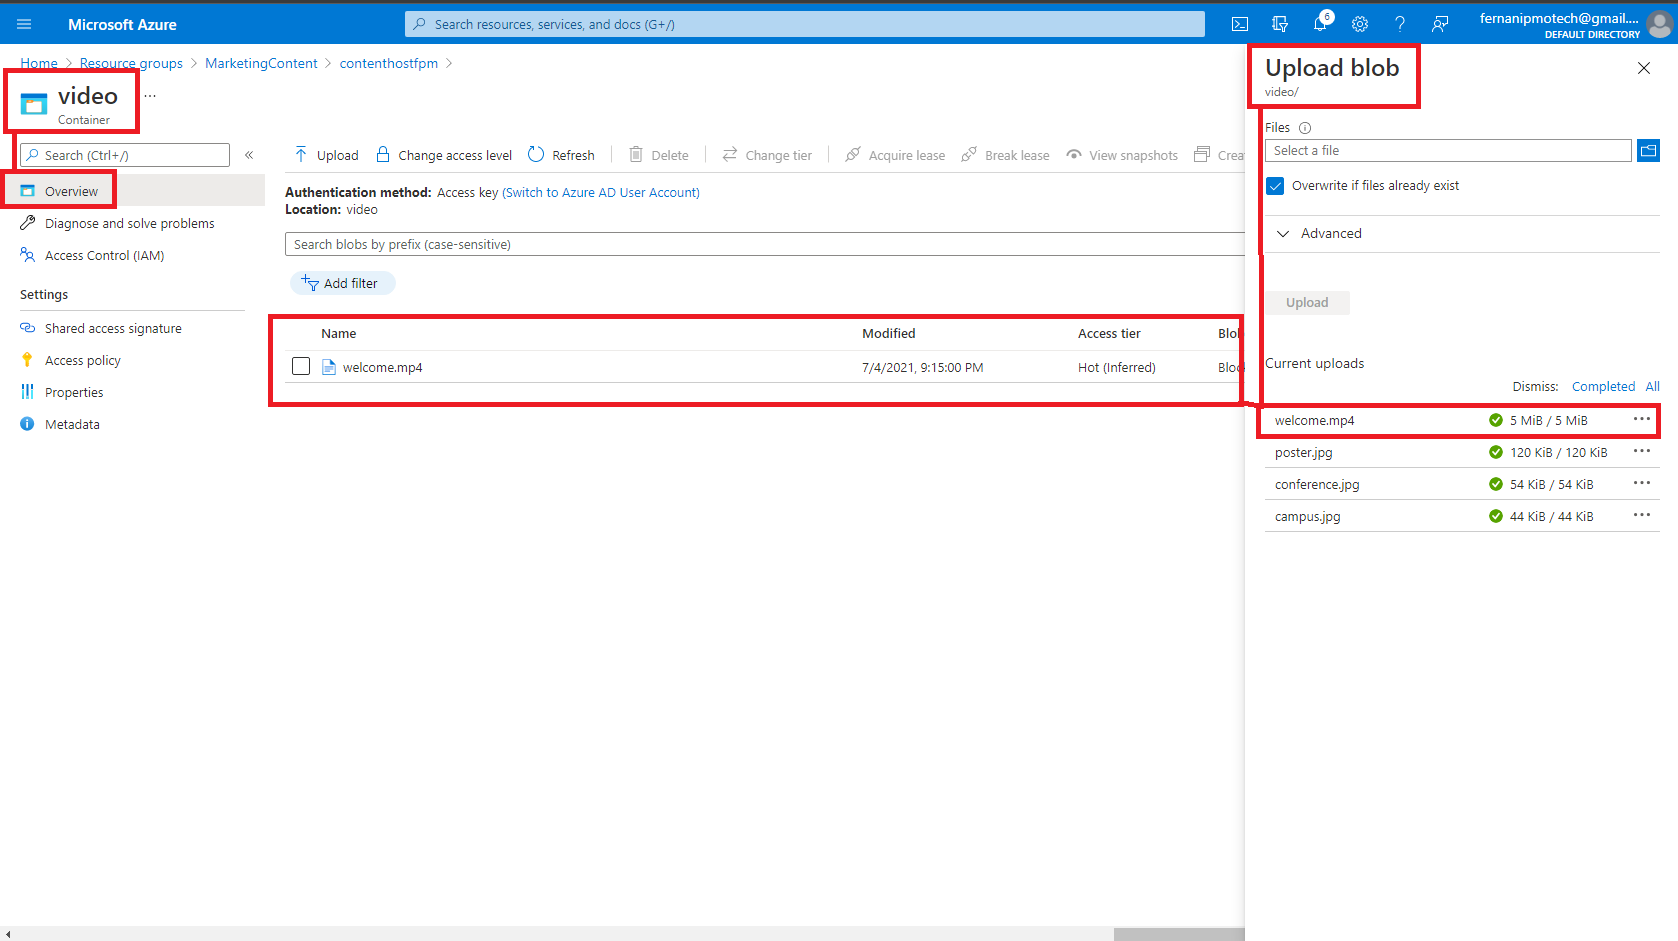 Microsoft Azure
Search resources, services, and docs (G+/)
6
fernanipmotech@gmail....
DEFAULT DIRECTORY
Home > Resource groups > MarketingContent > contenthostfpm >
video ...
Container
Search (Ctrl+/)
«
Overview
Diagnose and solve problems
Access Control (IAM)
Settings
Shared access signature
Access policy
Properties
Metadata
Upload
Change access level
Refresh
Delete
Change tier
Acquire lease
Break lease
View snapshots
Crea
Authentication method: Access key (Switch to Azure AD User Account)
Location: video
Search blobs by prefix (case-sensitive)
Add filter
Name Modified Access tier Blob
welcome.mp4 7/4/2021, 9:15:00 PM Hot (Inferred) Bloc
Upload blob
video/
Files
Select a file
Overwrite if files already exist
Advanced
Upload
Current uploads
Dismiss: Completed All
welcome.mp4 5 MiB / 5 MiB ...
poster.jpg 120 KiB / 120 KiB ...
conference.jpg 54 KiB / 54 KiB ...
campus.jpg 44 KiB / 44 KiB ...